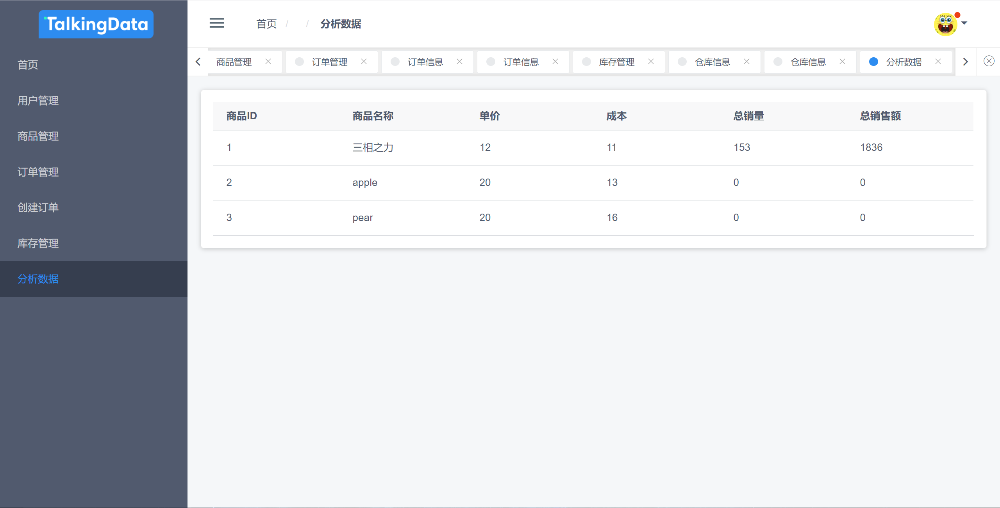 TalkingData
首页
用户管理
商品管理
订单管理
创建订单
库存管理
分析数据
首页 / / 分析数据
商品管理 订单管理 订单信息 订单信息 库存管理 仓库信息 仓库信息 分析数据
商品ID 商品名称 单价 成本 总销量 总销售额
1 三相之力 12 11 153 1836
2 apple 20 13 0 0
3 pear 20 16 0 0